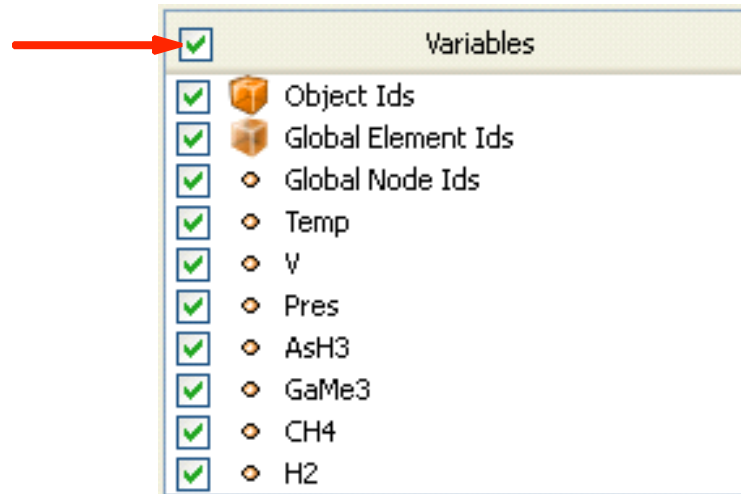 Variables
Object Ids
Global Element Ids
Global Node Ids
Temp
V
Pres
AsH3
GaMe3
CH4
H2